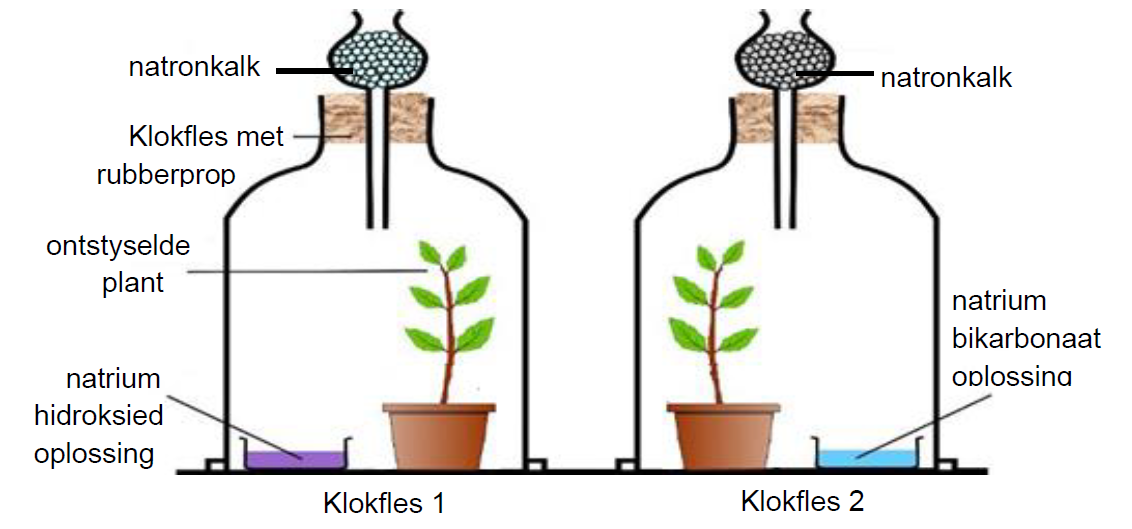 natronkalk
natronkalk
Klokfles met
rubberprop
ontstyselde
plant
natrium
bikarbonaat
oplossing
natrium
hidroksied
oplossing
Klokfles 1
Klokfles 2